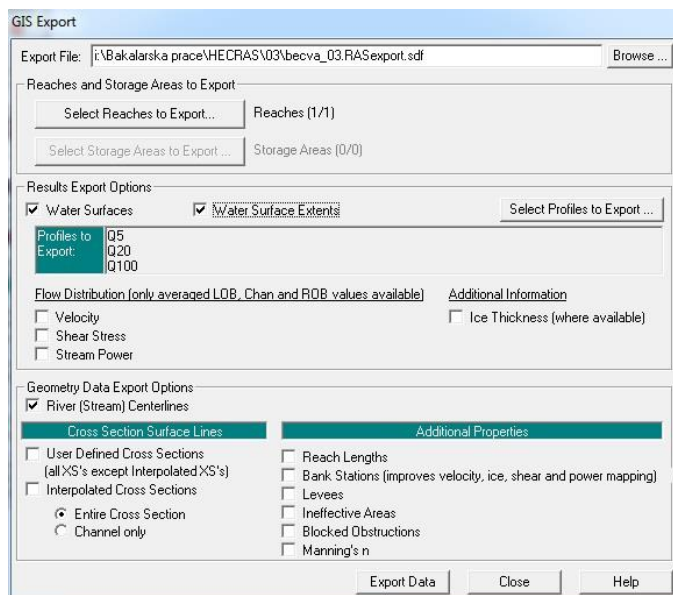 GIS Export
Export File: i:\Bakalarska prace\HECRAS\03\becva_03.RASexport.sdf Browse ...
Reaches and Storage Areas to Export
Select Reaches to Export... Reaches (1/1)
Select Storage Areas to Export ... Storage Areas (0/0)
Results Export Options
Water Surfaces Water Surface Extents Select Profiles to Export ...
Profiles to Export: Q5
Q20
Q100
Flow Distribution (only averaged LOB, Chan and ROB values available) Additional Information
Velocity Ice Thickness (where available)
Shear Stress
Stream Power
Geometry Data Export Options
River (Stream) Centerlines
Cross Section Surface Lines Additional Properties
User Defined Cross Sections Reach Lengths
(all XS's except Interpolated XS's) Bank Stations (improves velocity, ice, shear and power mapping)
Interpolated Cross Sections Levees
Entire Cross Section Ineffective Areas
Channel only Blocked Obstructions
Manning's n
Export Data Close Help